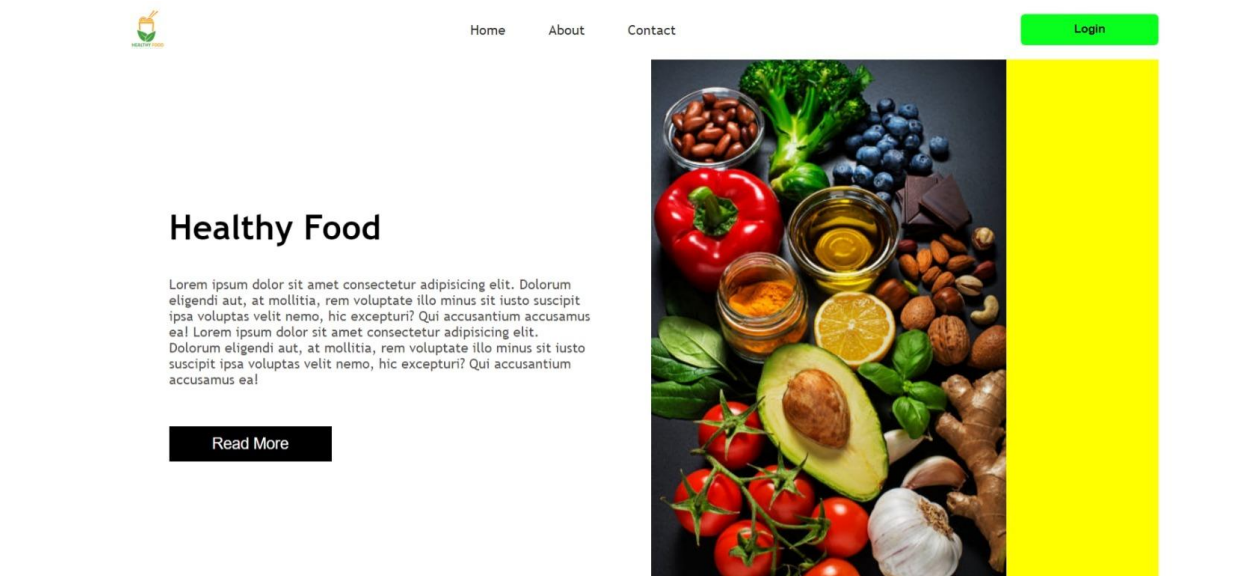 HEALTHY FOOD
Home
About
Contact
Login
Healthy Food
Lorem ipsum dolor sit amet consectetur adipisicing elit. Dolorum
eligendi aut, at mollitia, rem voluptate illo minus sit iusto suscipit
ipsa voluptas velit nemo, hic excepturi? Qui accusantium accusamus
ea! Lorem ipsum dolor sit amet consectetur adipisicing elit.
Dolorum eligendi aut, at mollitia, rem voluptate illo minus sit iusto
suscipit ipsa voluptas velit nemo, hic excepturi? Qui accusantium
accusamus ea!
Read More